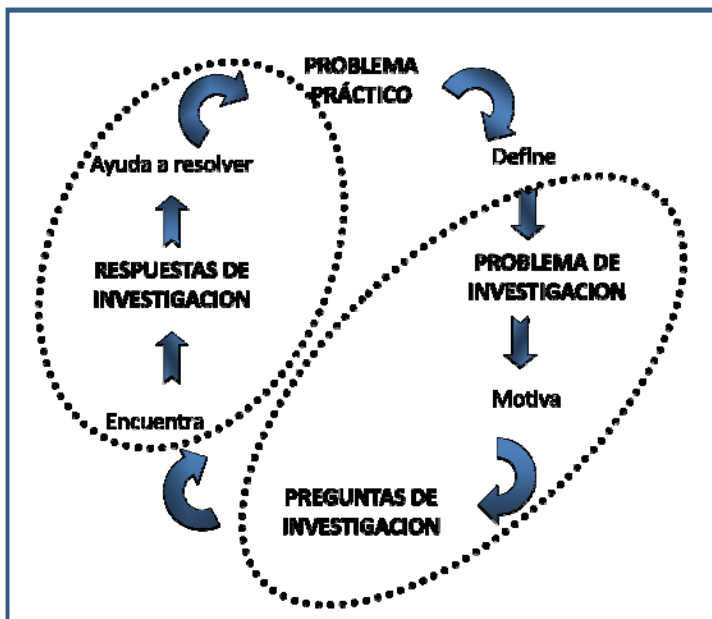 PROBLEMA
PRÁCTICO
Define
PROBLEMA DE
INVESTIGACION
Motiva
PREGUNTAS DE
INVESTIGACION
Encuentra
RESPUESTAS DE
INVESTIGACION
Ayuda a resolver